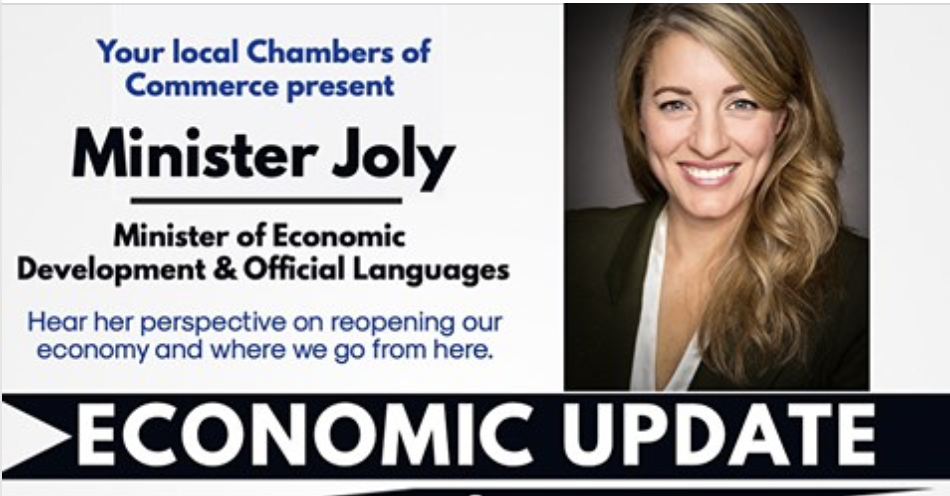 Your local Chambers of
Commerce present
Minister Joly
Minister of Economic
Development & Official Languages
Hear her perspective on reopening our
economy and where we go from here.
ECONOMIC UPDATE